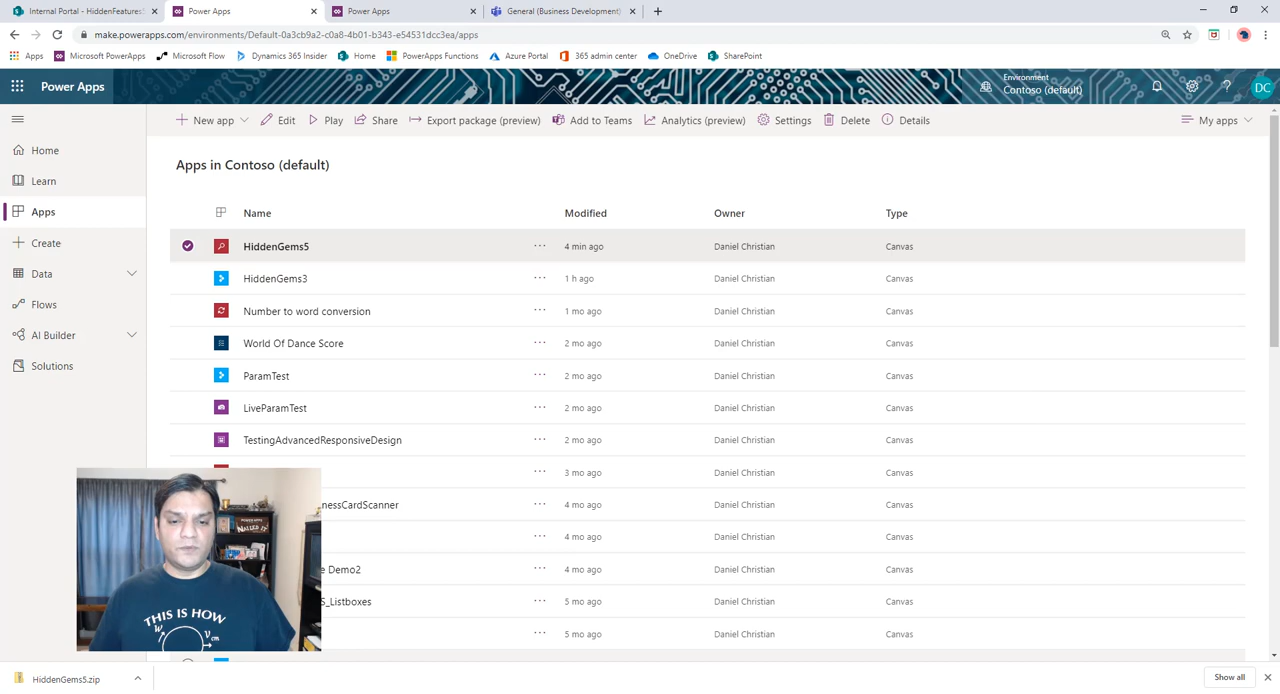 Internal Portal - HiddenFeatures
Power Apps
Power Apps
General (Business Development)
make.powerapps.com/environments/Default-0a3cb9a2-c0a8-4b01-b343-e54531dcc3ea/apps
Apps
Microsoft PowerApps
Microsoft Flow
Dynamics 365 Insider
Home
PowerApps Functions
Azure Portal
365 admin center
OneDrive
SharePoint
Power Apps
Environment
Contoso (default)
DC
New app
Edit
Play
Share
Export package (preview)
Add to Teams
Analytics (preview)
Settings
Delete
Details
My apps
Home
Learn
Apps
Create
Data
Flows
AI Builder
Solutions
Apps in Contoso (default)
Name Modified Owner Type
HiddenGems5 ... 4 min ago Daniel Christian Canvas
HiddenGems3 ... 1 h ago Daniel Christian Canvas
Number to word conversion ... 1 mo ago Daniel Christian Canvas
World Of Dance Score ... 2 mo ago Daniel Christian Canvas
ParamTest ... 2 mo ago Daniel Christian Canvas
LiveParamTest ... 2 mo ago Daniel Christian Canvas
TestingAdvancedResponsiveDesign ... 2 mo ago Daniel Christian Canvas
... 3 mo ago Daniel Christian Canvas
nessCardScanner ... 4 mo ago Daniel Christian Canvas
... 4 mo ago Daniel Christian Canvas
e Demo2 ... 4 mo ago Daniel Christian Canvas
S_Listboxes ... 5 mo ago Daniel Christian Canvas
... 5 mo ago Daniel Christian Canvas
POWER APPS
NAILED IT
THIS IS HOW
HiddenGems5.zip
Show all